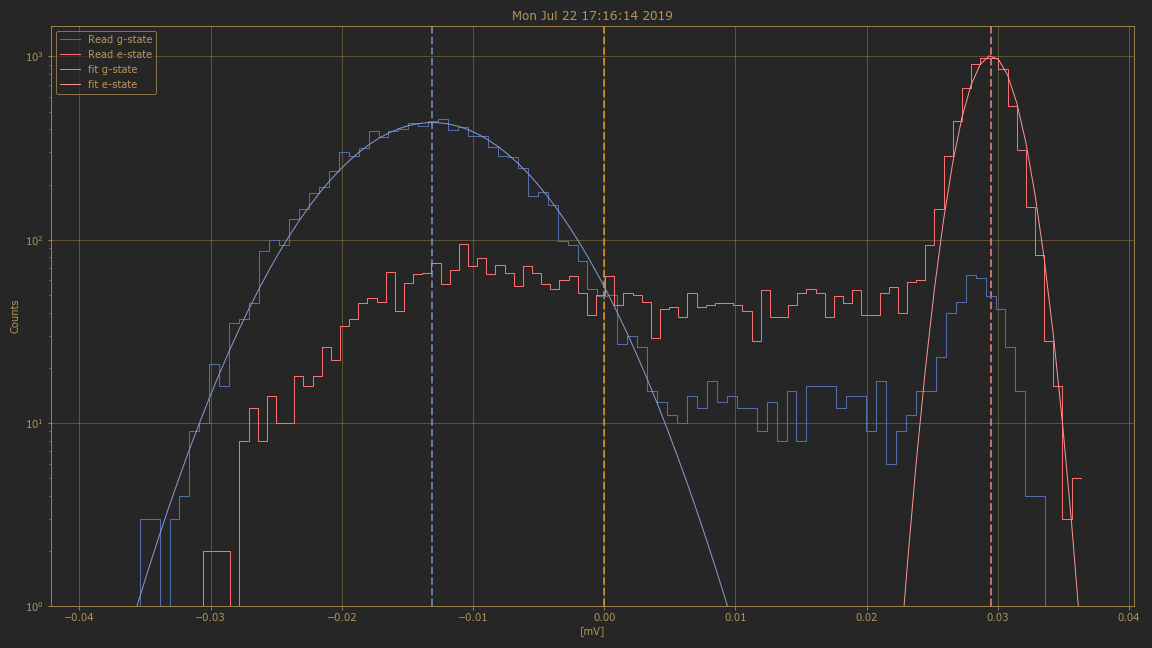 Mon Jul 22 17:16:14 2019
Read g-state
Read e-state
fit g-state
fit e-state
Counts
10³
10²
10¹
10⁰
−0.04 −0.03 −0.02 −0.01 0.00 0.01 0.02 0.03 0.04
[mV]